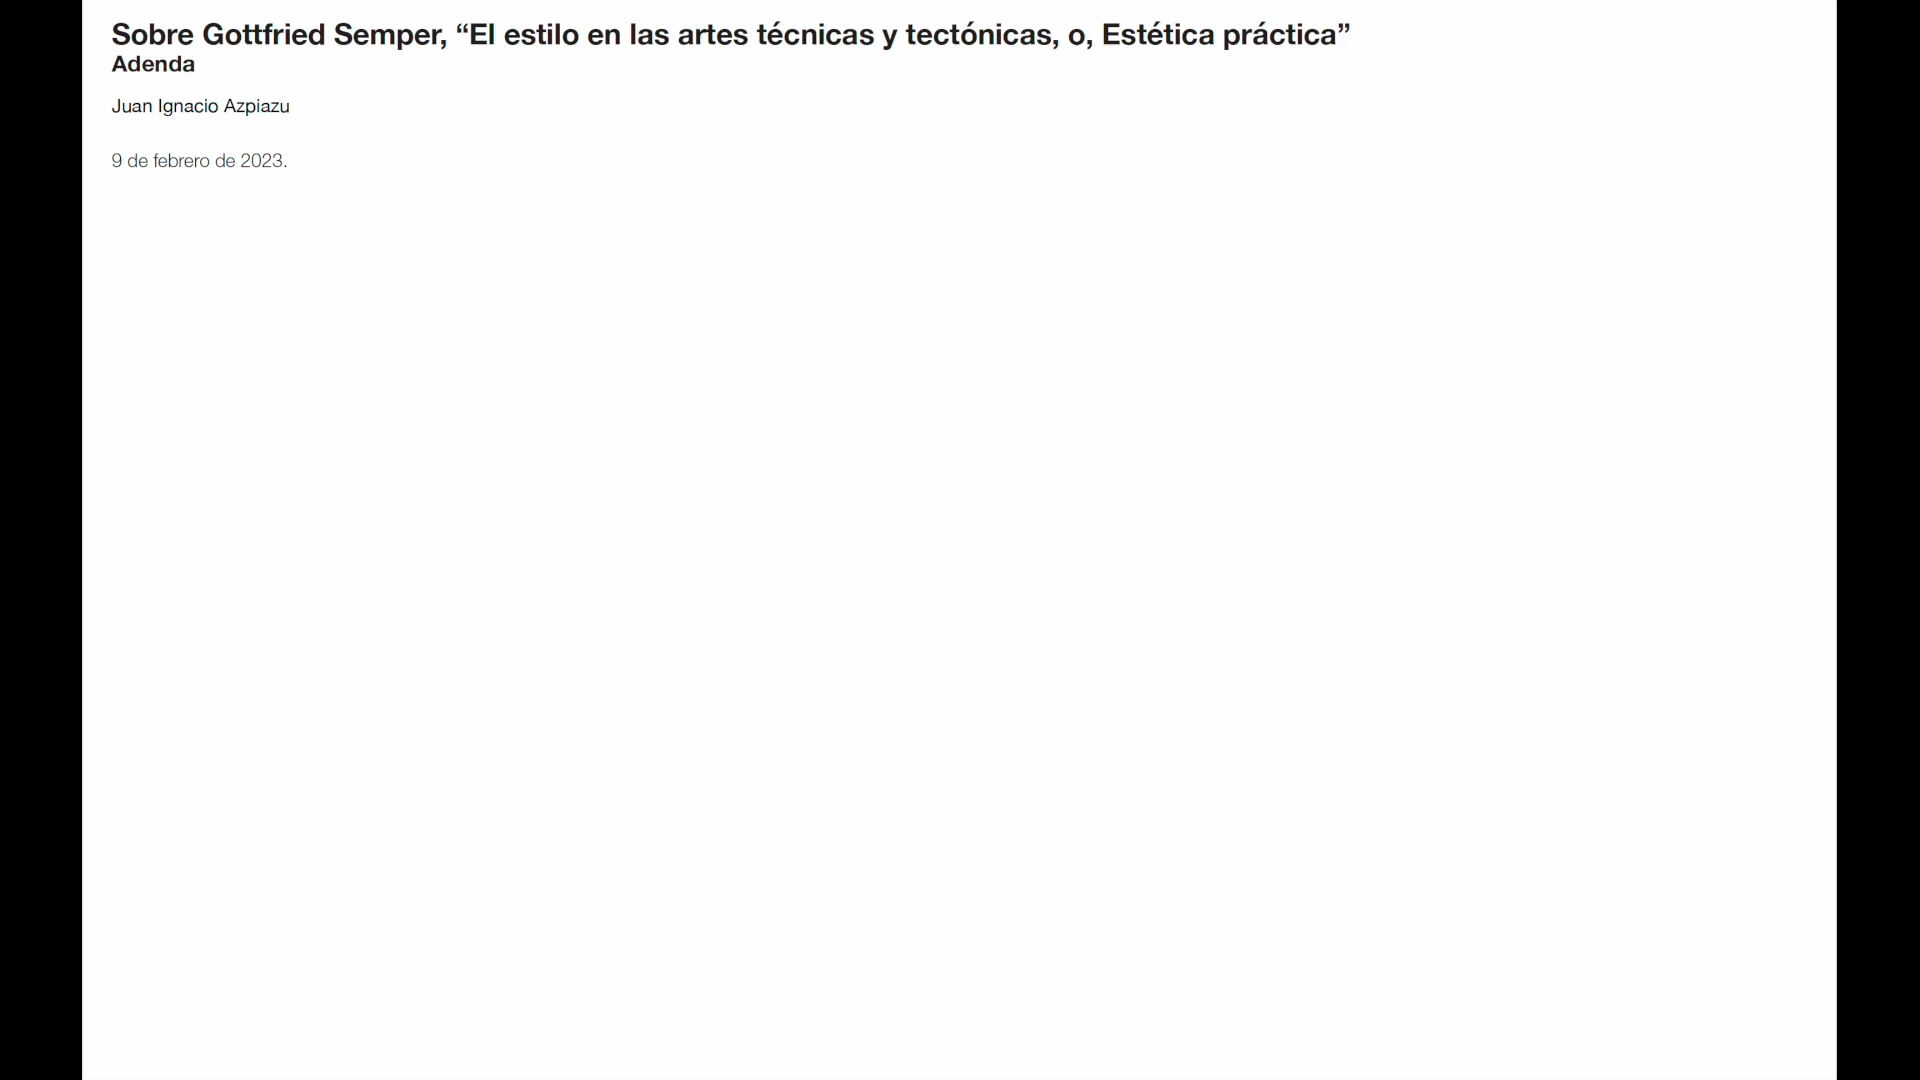 Sobre Gottfried Semper, “El estilo en las artes técnicas y tectónicas, o, Estética práctica”
Adenda
Juan Ignacio Azpiazu
9 de febrero de 2023.